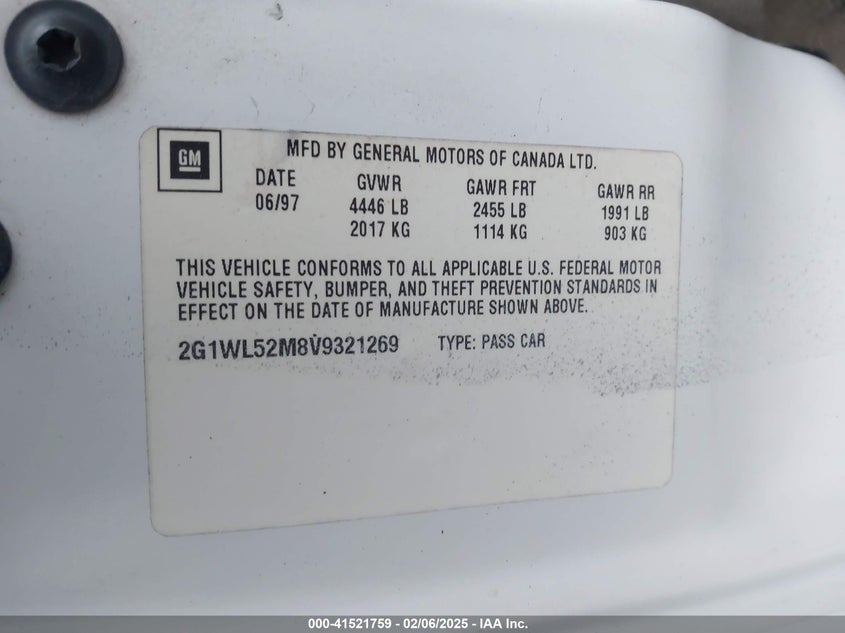 GM
MFD BY GENERAL MOTORS OF CANADA LTD.
DATE GVWR GAWR FRT GAWR RR
06/97 4446 LB 2455 LB 1991 LB
2017 KG 1114 KG 903 KG
THIS VEHICLE CONFORMS TO ALL APPLICABLE U.S. FEDERAL MOTOR
VEHICLE SAFETY, BUMPER, AND THEFT PREVENTION STANDARDS IN
EFFECT ON THE DATE OF MANUFACTURE SHOWN ABOVE.
2G1WL52M8V9321269 TYPE: PASS CAR
000-41521759 - 02/06/2025 - IAA Inc.